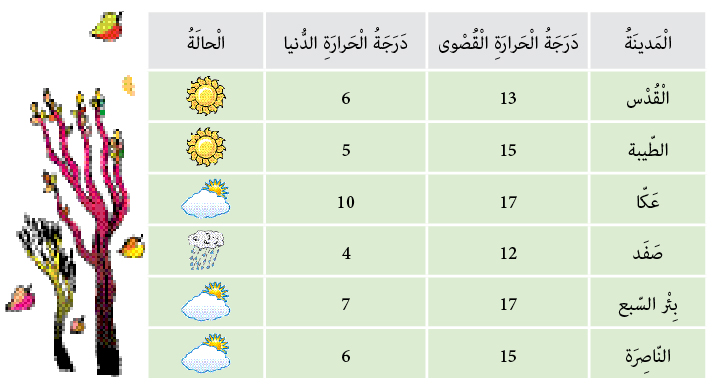 الْمَدينَةُ دَرَجَةُ الْحَرارَةِ الْقُصْوى دَرَجَةُ الْحَرارَةِ الدُّنيا الْحالَةُ
الْقُدْس 13 6
الطّيبة 15 5
عَكّا 17 10
صَفَد 12 4
بِئْر السّبع 17 7
النّاصِرَة 15 6